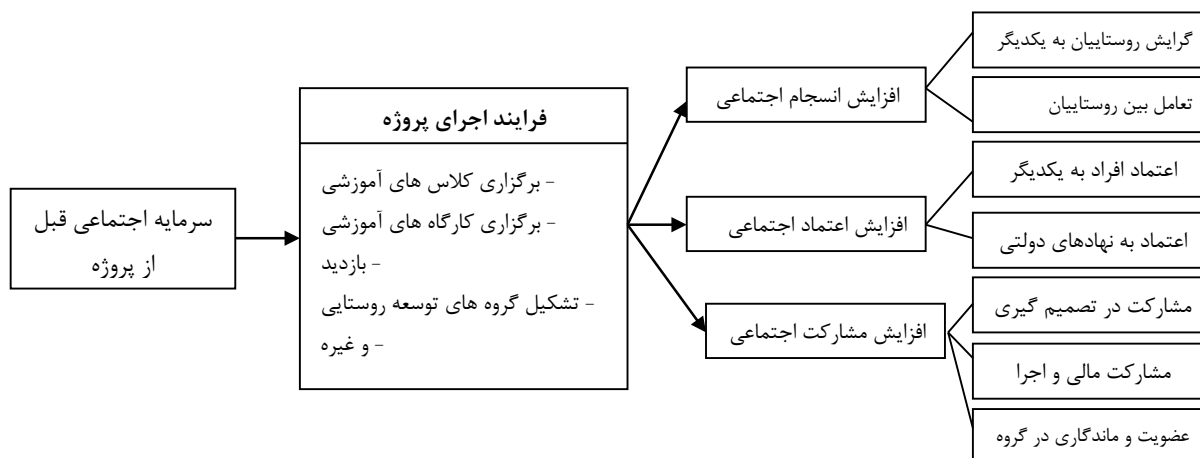 سرمایه اجتماعی قبل
از پروژه
فرایند اجرای پروژه
- برگزاری کلاس های آموزشی
- برگزاری کارگاه های آموزشی
- بازدید
- تشکیل گروه های توسعه روستایی
- و غیره
افزایش انسجام اجتماعی
افزایش اعتماد اجتماعی
افزایش مشارکت اجتماعی
گرایش روستاییان به یکدیگر
تعامل بین روستاییان
اعتماد افراد به یکدیگر
اعتماد به نهادهای دولتی
مشارکت در تصمیم گیری
مشارکت مالی و اجرا
عضویت و ماندگاری در گروه